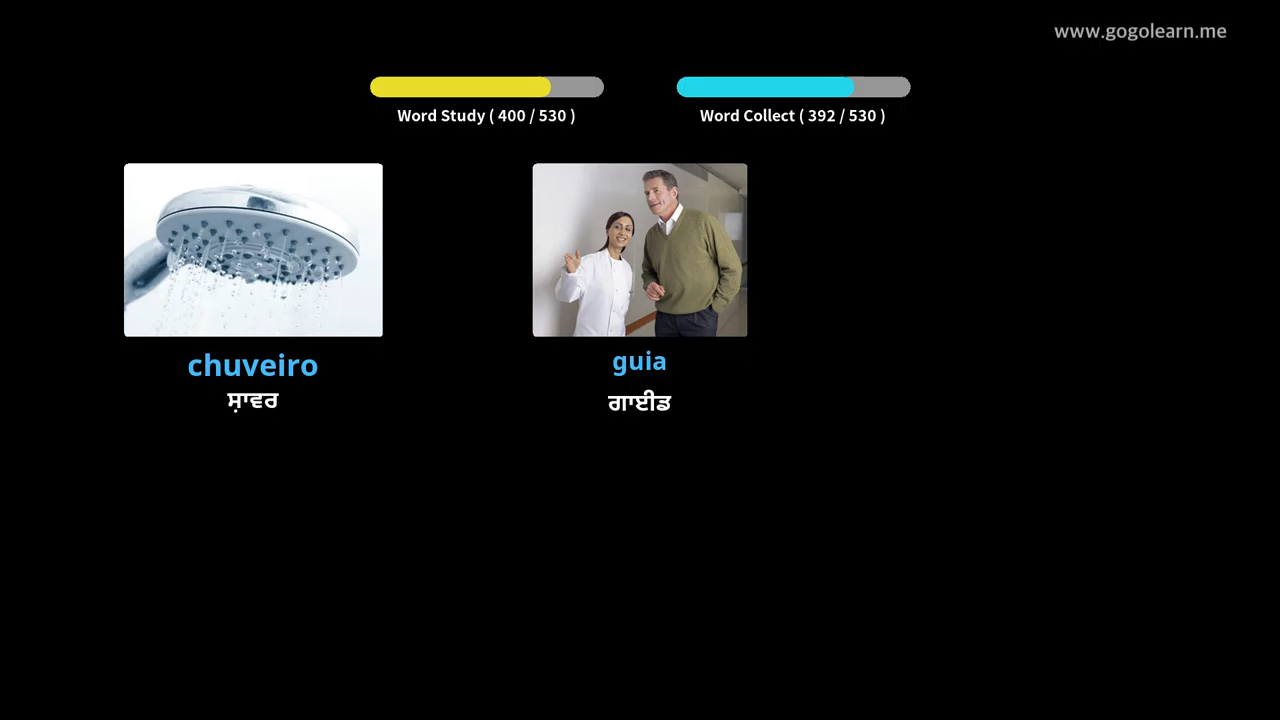 www.gogolearn.me
Word Study ( 400 / 530 )
Word Collect ( 392 / 530 )
chuveiro
ਸ਼ਾਵਰ
guia
ਗਾਈਡ